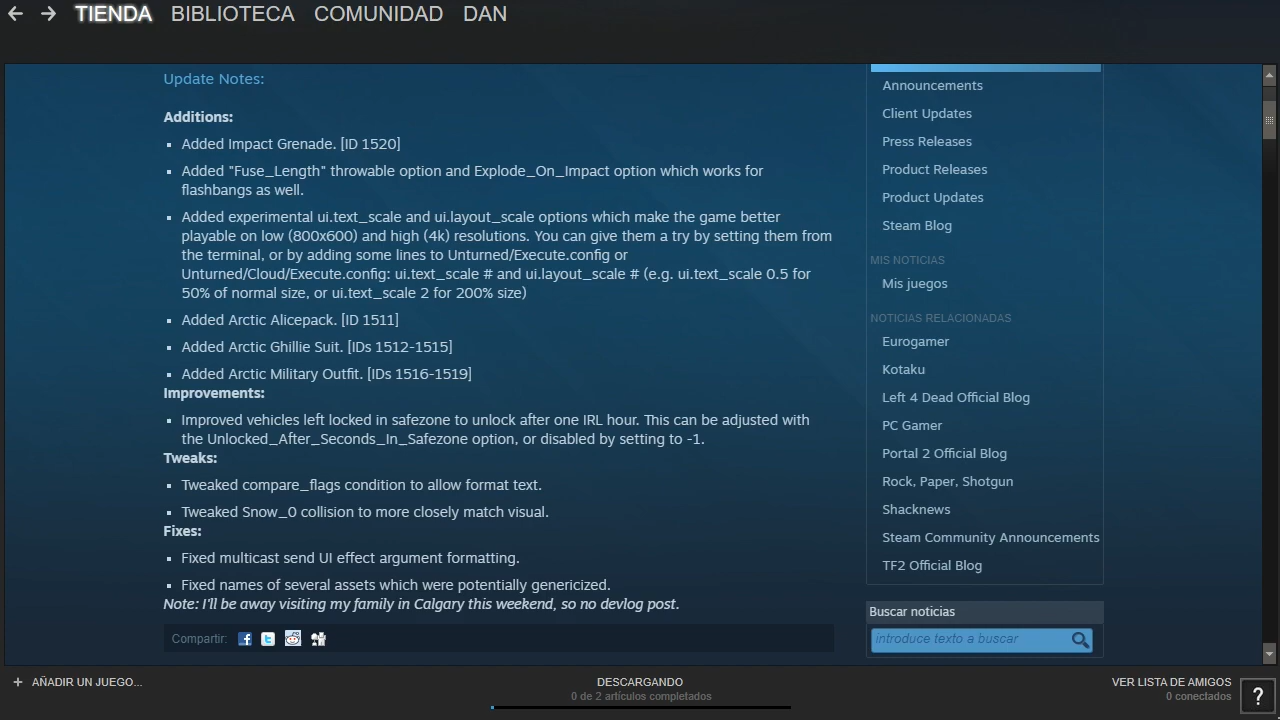 TIENDA BIBLIOTECA COMUNIDAD DAN
Update Notes:
Additions:
Added Impact Grenade. [ID 1520]
Added "Fuse_Length" throwable option and Explode_On_Impact option which works for
flashbangs as well.
Added experimental ui.text_scale and ui.layout_scale options which make the game better
playable on low (800x600) and high (4k) resolutions. You can give them a try by setting them from
the terminal, or by adding some lines to Unturned/Execute.config or
Unturned/Cloud/Execute.config: ui.text_scale # and ui.layout_scale # (e.g. ui.text_scale 0.5 for
50% of normal size, or ui.text_scale 2 for 200% size)
Added Arctic Alicepack. [ID 1511]
Added Arctic Ghillie Suit. [IDs 1512-1515]
Added Arctic Military Outfit. [IDs 1516-1519]
Improvements:
Improved vehicles left locked in safezone to unlock after one IRL hour. This can be adjusted with
the Unlocked_After_Seconds_In_Safezone option, or disabled by setting to -1.
Tweaks:
Tweaked compare_flags condition to allow format text.
Tweaked Snow_0 collision to more closely match visual.
Fixes:
Fixed multicast send UI effect argument formatting.
Fixed names of several assets which were potentially genericized.
Note: I'll be away visiting my family in Calgary this weekend, so no devlog post.
Compartir:
Announcements
Client Updates
Press Releases
Product Releases
Product Updates
Steam Blog
MIS NOTICIAS
Mis juegos
NOTICIAS RELACIONADAS
Eurogamer
Kotaku
Left 4 Dead Official Blog
PC Gamer
Portal 2 Official Blog
Rock, Paper, Shotgun
Shacknews
Steam Community Announcements
TF2 Official Blog
Buscar noticias
introduce texto a buscar
+ AÑADIR UN JUEGO...
DESCARGANDO
0 de 2 artículos completados
VER LISTA DE AMIGOS
0 conectados
?